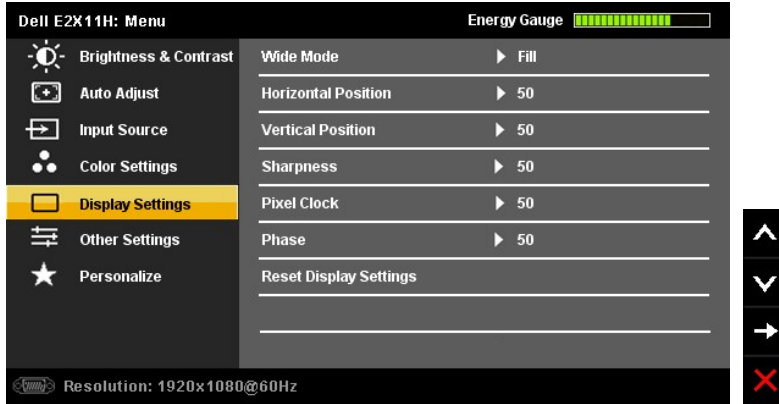 Dell E2X11H: Menu Energy Gauge
Brightness & Contrast
Auto Adjust
Input Source
Color Settings
Display Settings
Other Settings
Personalize
Wide Mode Fill
Horizontal Position 50
Vertical Position 50
Sharpness 50
Pixel Clock 50
Phase 50
Reset Display Settings
Resolution: 1920x1080@60Hz